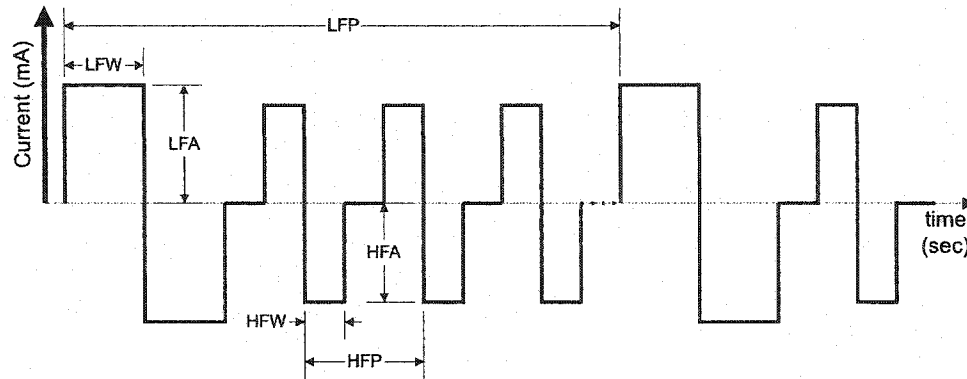 LFP
LFW
Current (mA)
LFA
HFA
time
(sec)
HFW
HFP